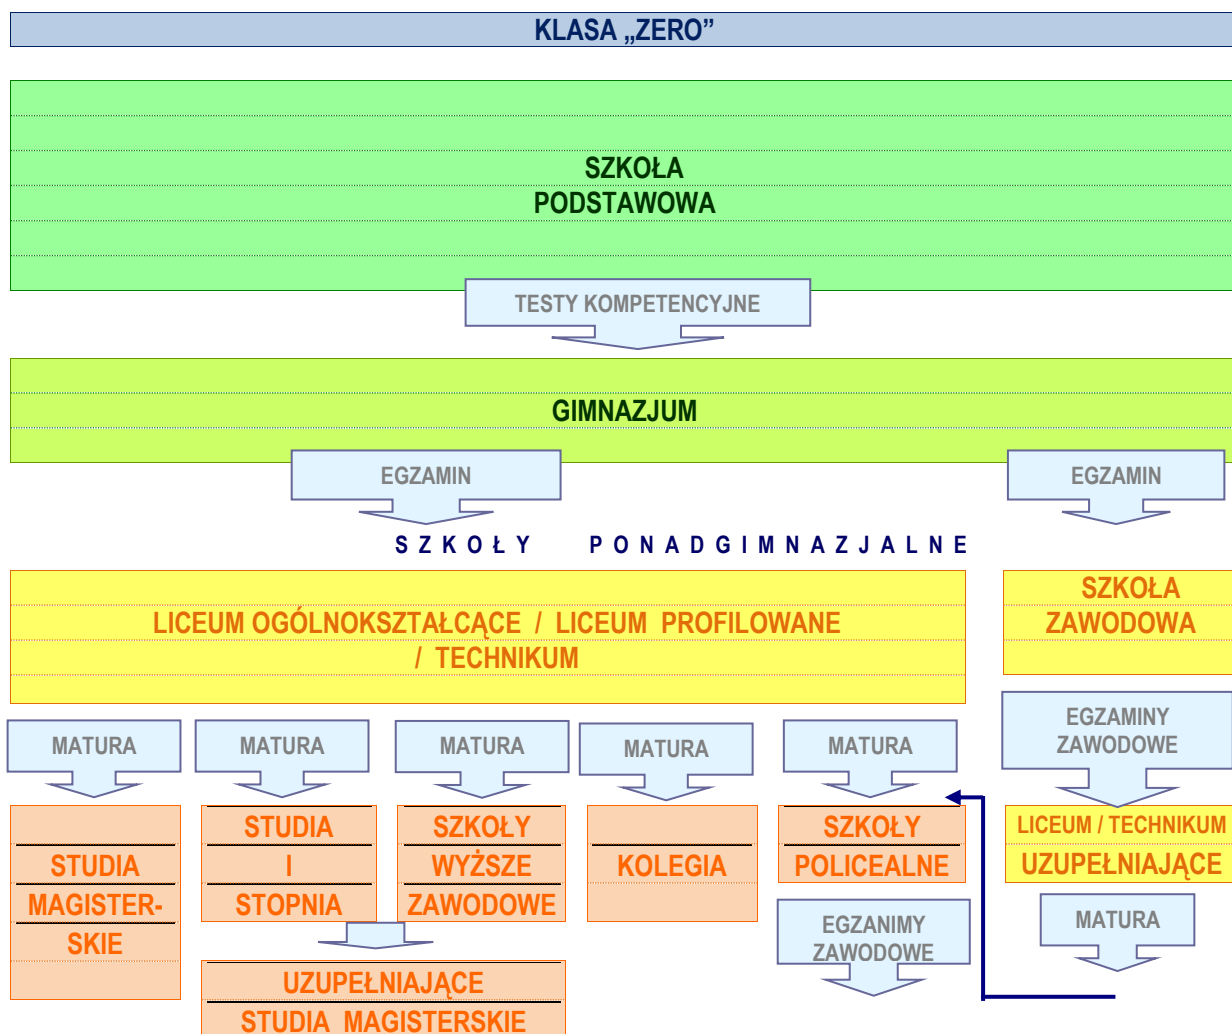 KLASA „ZERO”
SZKOŁA
PODSTAWOWA
TESTY KOMPETENCYJNE
GIMNAZJUM
EGZAMIN
EGZAMIN
SZKOŁY PONADGIMNAZJALNE
LICEUM OGÓLNOKSZTAŁCĄCE / LICEUM PROFILOWANE
/ TECHNIKUM
SZKOŁA
ZAWODOWA
MATURA
MATURA
MATURA
MATURA
MATURA
EGZAMINY
ZAWODOWE
STUDIA
MAGISTER-
SKIE
STUDIA
I
STOPNIA
SZKOŁY
WYŻSZE
ZAWODOWE
KOLEGIA
SZKOŁY
POLICEALNE
LICEUM / TECHNIKUM
UZUPEŁNIAJĄCE
EGZANIMY
ZAWODOWE
MATURA
UZUPEŁNIAJĄCE
STUDIA MAGISTERSKIE